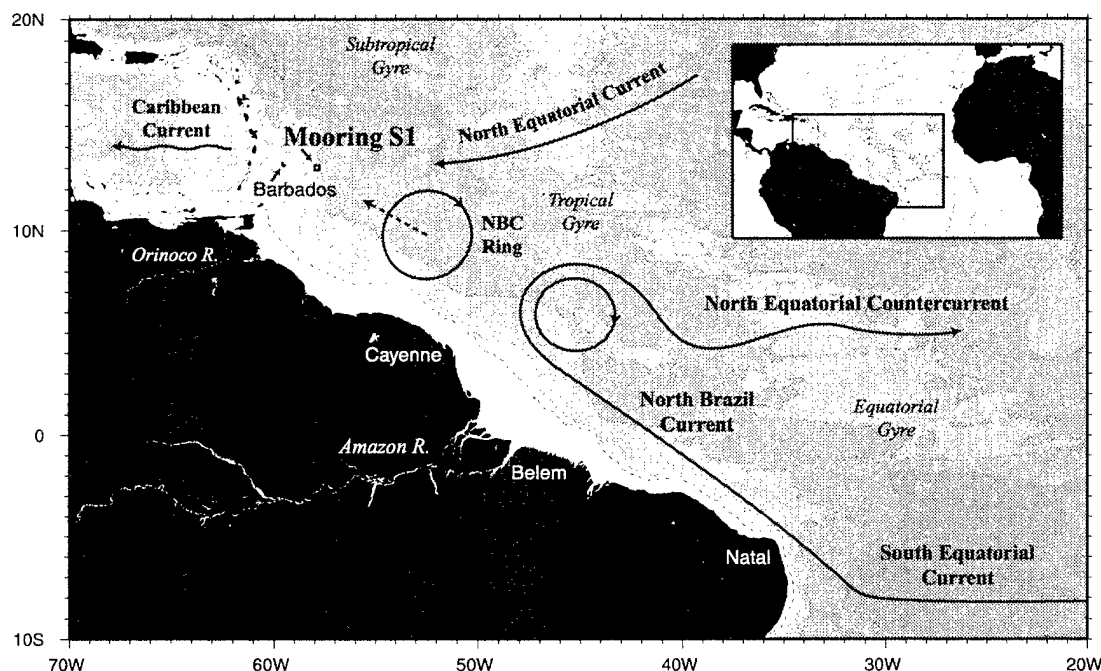 20N
Subtropical
Gyre
Caribbean
Current
North Equatorial Current
Mooring S1
Barbados
Tropical
Gyre
NBC
Ring
10N
Orinoco R.
North Equatorial Countercurrent
Cayenne
North Brazil
Current
Equatorial
Gyre
0
Amazon R.
Belem
Natal
South Equatorial
Current
10S
70W
60W
50W
40W
30W
20W